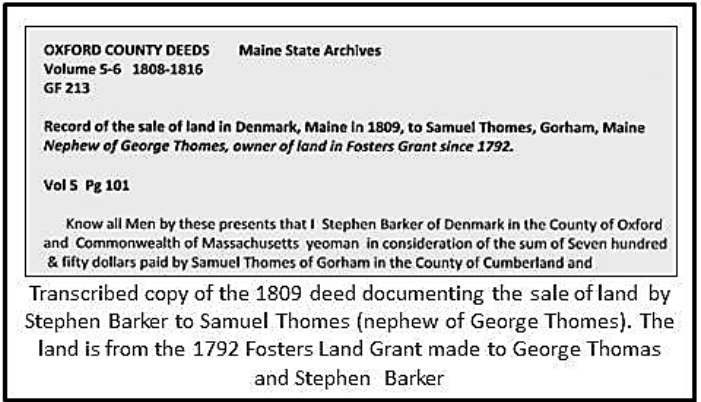 OXFORD COUNTY DEEDS Maine State Archives
Volume 5-6 1808-1816
GF 213
Record of the sale of land in Denmark, Maine in 1809, to Samuel Thomes, Gorham, Maine
Nephew of George Thomes, owner of land in Fosters Grant since 1792.
Vol 5 Pg 101
Know all Men by these presents that I Stephen Barker of Denmark in the County of Oxford
and Commonwealth of Massachusetts yeoman in consideration of the sum of Seven hundred
& fifty dollars paid by Samuel Thomes of Gorham in the County of Cumberland and
Transcribed copy of the 1809 deed documenting the sale of land by
Stephen Barker to Samuel Thomes (nephew of George Thomes). The
land is from the 1792 Fosters Land Grant made to George Thomas
and Stephen Barker